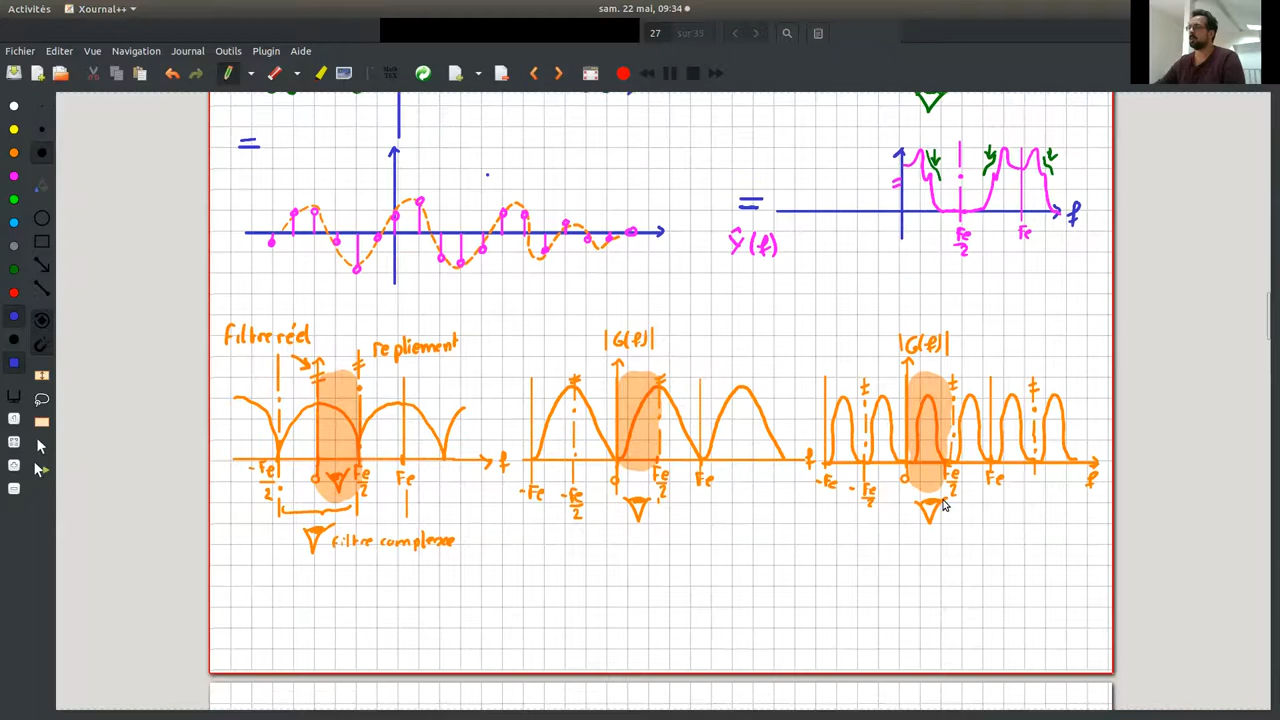 Activités
Xournal++
sam. 22 mai, 09:34
27 sur 35
Fichier Editer Vue Navigation Journal Outils Plugin Aide
=
=
Ŷ(f)
Fe/2
Fe
f
filtre réel
repliement
-Fe/2
0
Fe/2
Fe
f
filtre complexe
|G(f)|
-Fe
-Fe/2
0
Fe/2
Fe
f
|G(f)|
-Fe
-Fe/2
0
Fe/2
Fe
f